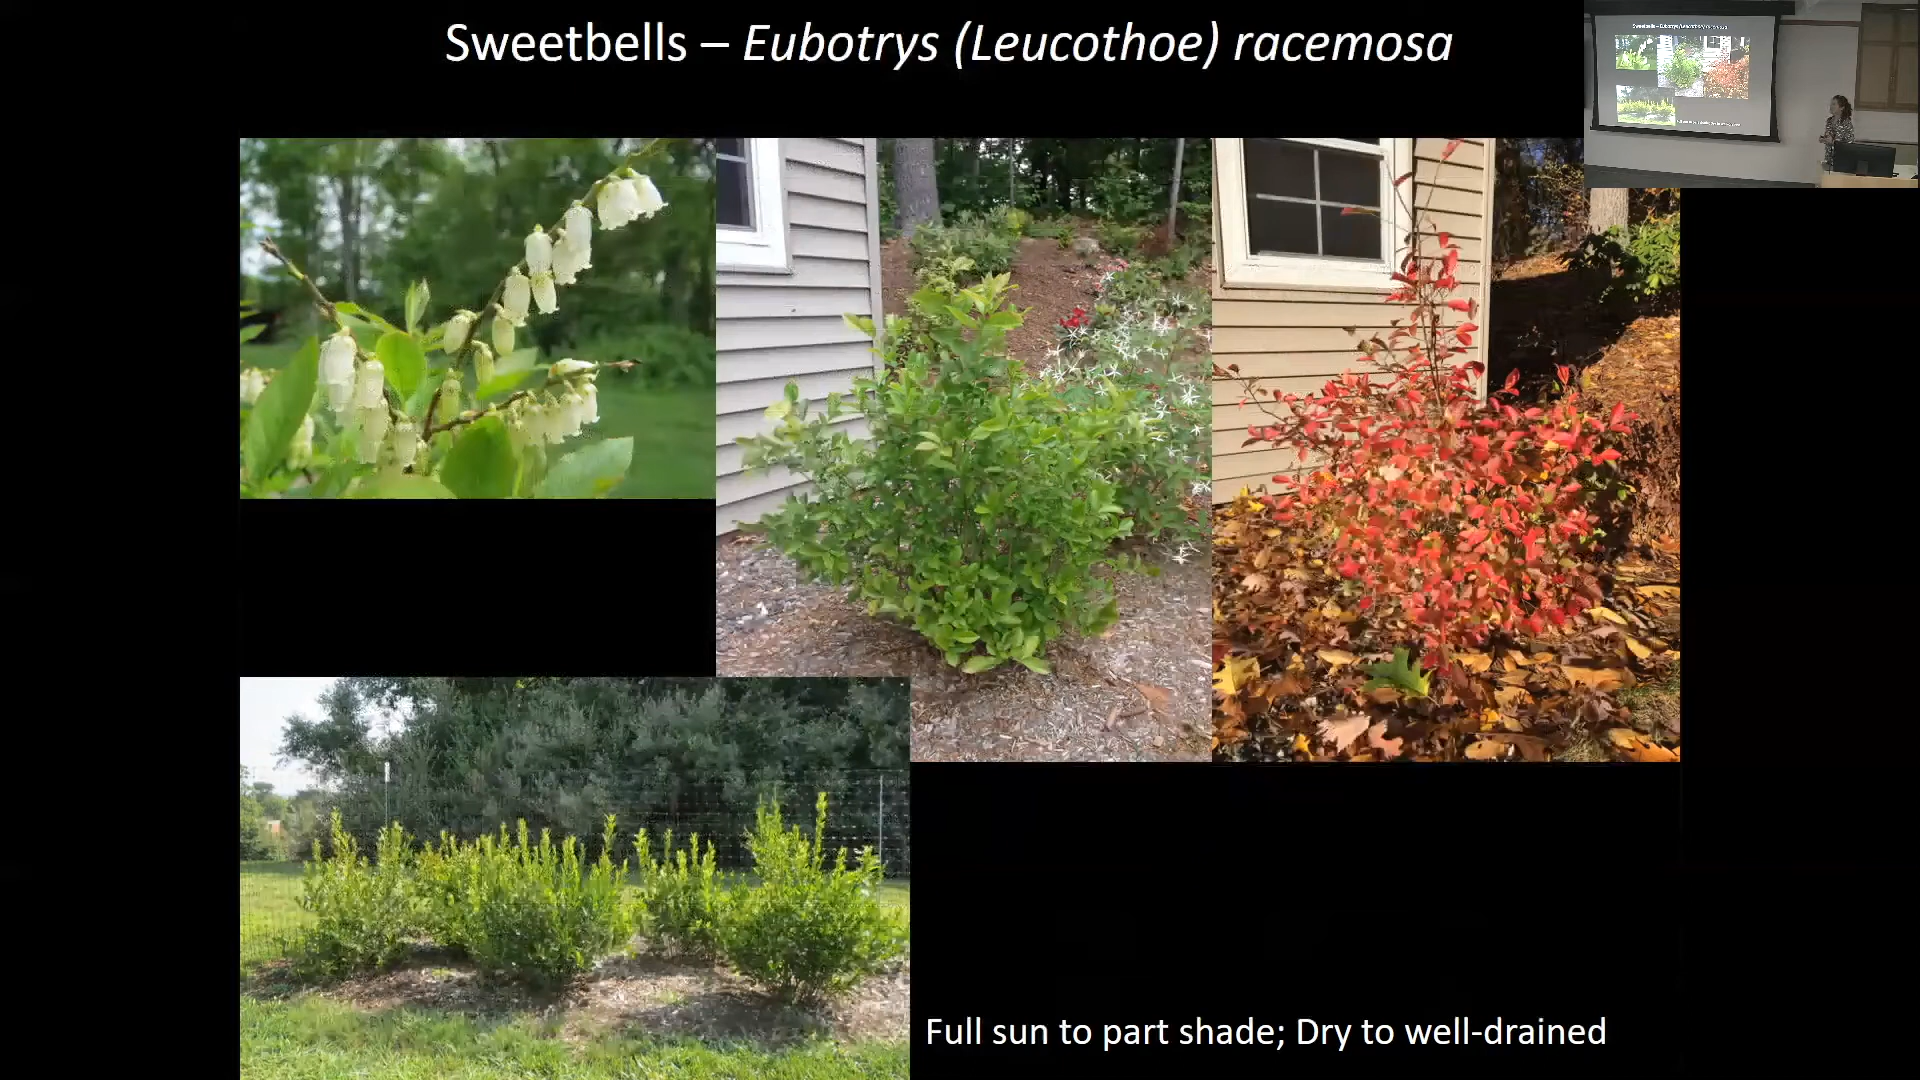 Sweetbells – Eubotrys (Leucothoe) racemosa
Full sun to part shade; Dry to well-drained